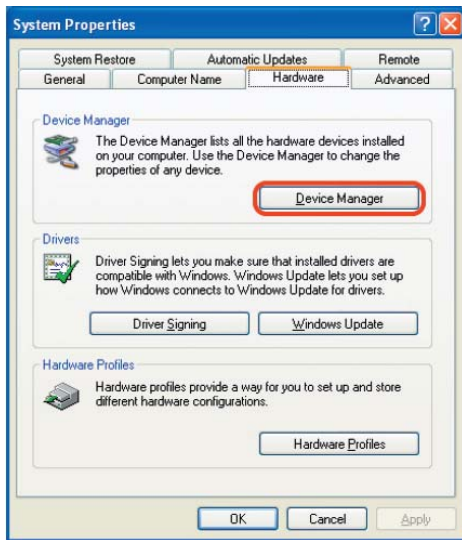 System Properties
System Restore Automatic Updates Remote
General Computer Name Hardware Advanced
Device Manager
The Device Manager lists all the hardware devices installed
on your computer. Use the Device Manager to change the
properties of any device.
Device Manager
Drivers
Driver Signing lets you make sure that installed drivers are
compatible with Windows. Windows Update lets you set up
how Windows connects to Windows Update for drivers.
Driver Signing Windows Update
Hardware Profiles
Hardware profiles provide a way for you to set up and store
different hardware configurations.
Hardware Profiles
OK Cancel Apply